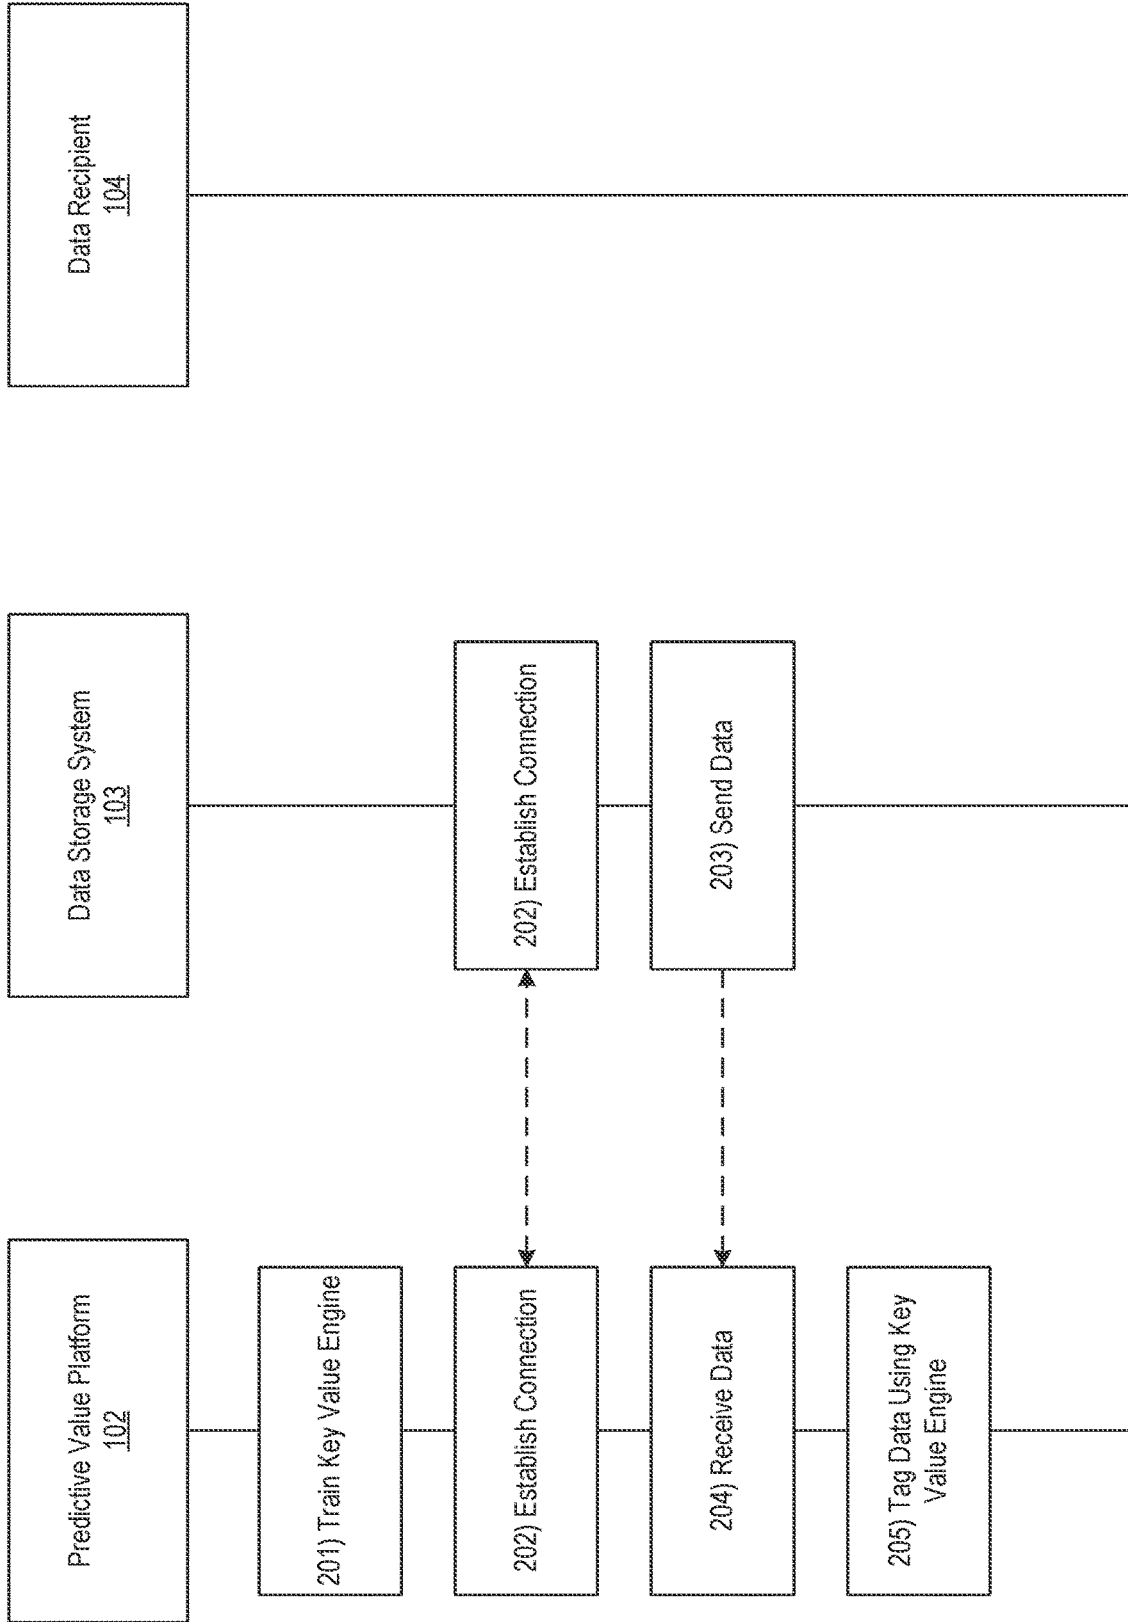 Predictive Value Platform
102
Data Storage System
103
Data Recipient
104
201) Train Key Value Engine
202) Establish Connection
202) Establish Connection
204) Receive Data
203) Send Data
205) Tag Data Using Key
Value Engine